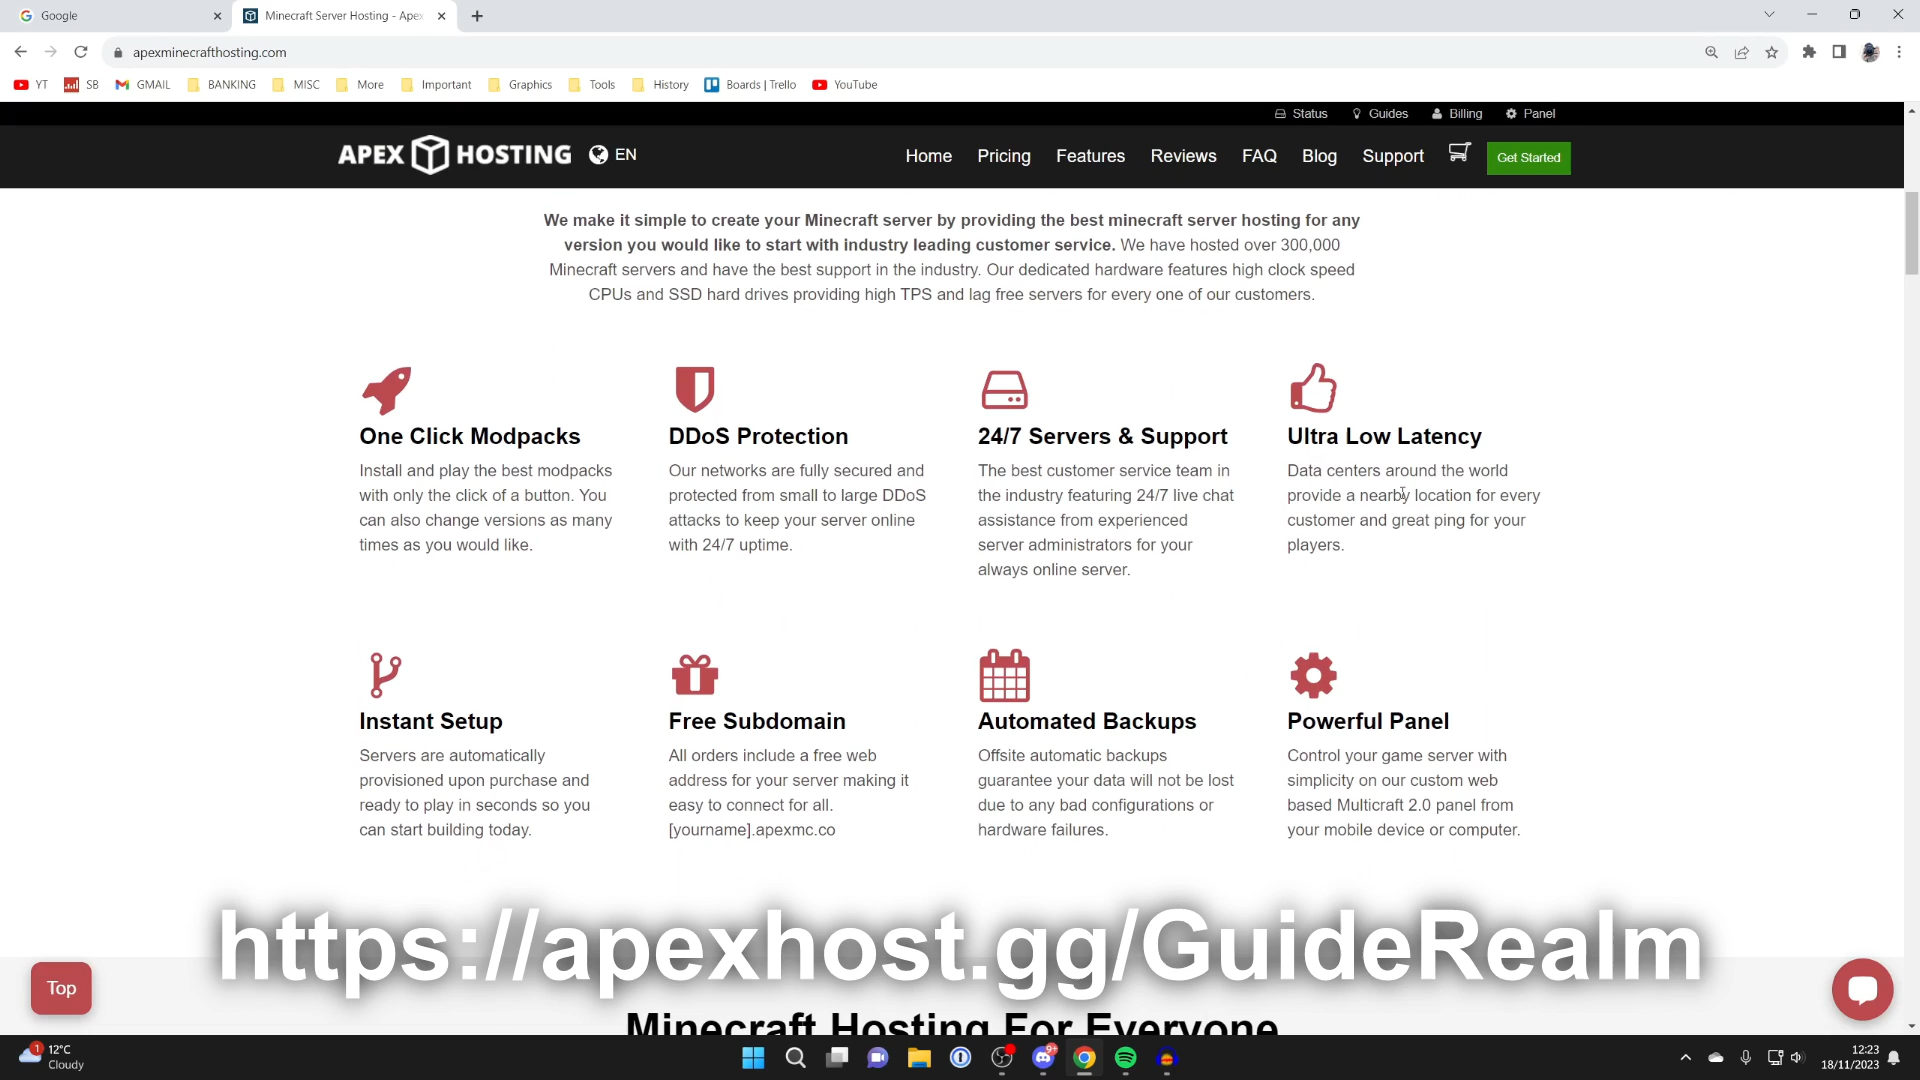 Google
Minecraft Server Hosting - Apex
apexminecrafthosting.com
YT SB GMAIL BANKING MISC More Important Graphics Tools History Boards | Trello YouTube
Status Guides Billing Panel
APEX HOSTING EN Home Pricing Features Reviews FAQ Blog Support Get Started
We make it simple to create your Minecraft server by providing the best minecraft server hosting for any
version you would like to start with industry leading customer service. We have hosted over 300,000
Minecraft servers and have the best support in the industry. Our dedicated hardware features high clock speed
CPUs and SSD hard drives providing high TPS and lag free servers for every one of our customers.
One Click Modpacks
Install and play the best modpacks
with only the click of a button. You
can also change versions as many
times as you would like.
DDoS Protection
Our networks are fully secured and
protected from small to large DDoS
attacks to keep your server online
with 24/7 uptime.
24/7 Servers & Support
The best customer service team in
the industry featuring 24/7 live chat
assistance from experienced
server administrators for your
always online server.
Ultra Low Latency
Data centers around the world
provide a nearby location for every
customer and great ping for your
players.
Instant Setup
Servers are automatically
provisioned upon purchase and
ready to play in seconds so you
can start building today.
Free Subdomain
All orders include a free web
address for your server making it
easy to connect for all.
[yourname].apexmc.co
Automated Backups
Offsite automatic backups
guarantee your data will not be lost
due to any bad configurations or
hardware failures.
Powerful Panel
Control your game server with
simplicity on our custom web
based Multicraft 2.0 panel from
your mobile device or computer.
https://apexhost.gg/GuideRealm
Top
Minecraft Hosting For Everyone
1
12°C
Cloudy
9+
12:23
18/11/2023